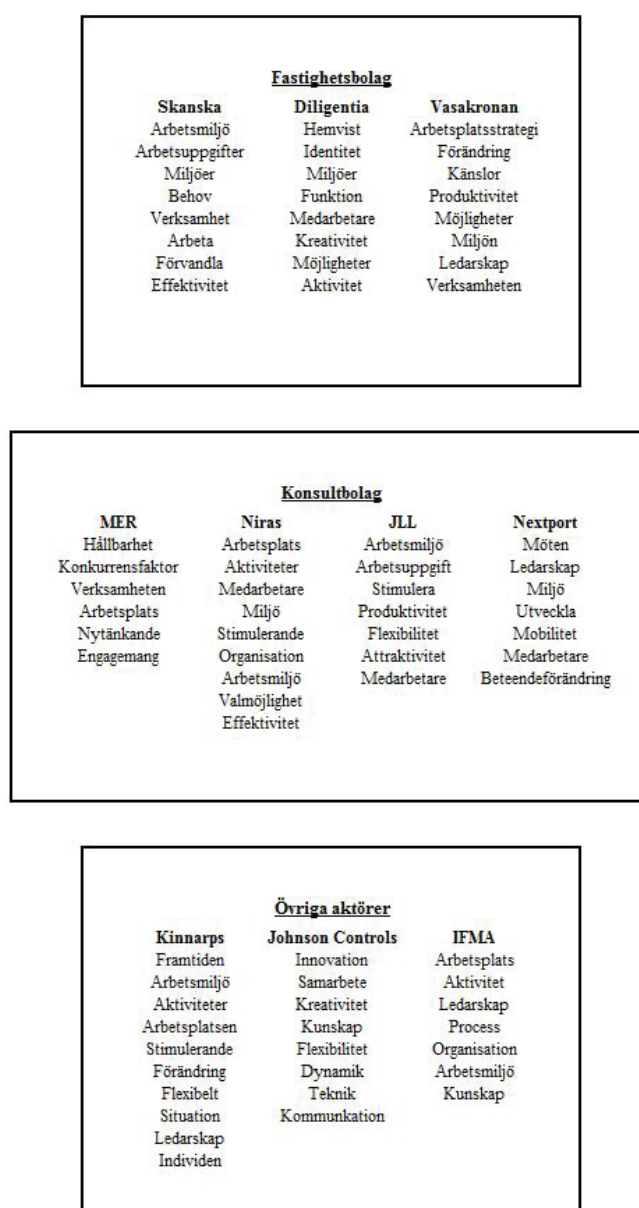 Fastighetsbolag
Skanska Diligentia Vasakronan
Arbetsmiljö Hemvist Arbetsplatsstrategi
Arbetsuppgifter Identitet Förändring
Miljöer Miljöer Känslor
Behov Funktion Produktivitet
Verksamhet Medarbetare Möjligheter
Arbeta Kreativitet Miljön
Förvandla Möjligheter Ledarskap
Effektivitet Aktivitet Verksamheten
Konsultbolag
MER Niras JLL Nextport
Hållbarhet Arbetsplats Arbetsmiljö Möten
Konkurrensfaktor Aktiviteter Arbetsuppgift Ledarskap
Verksamheten Medarbetare Stimulera Miljö
Arbetsplats Miljö Produktivitet Utveckla
Nytänkande Stimulerande Flexibilitet Mobilitet
Engagemang Organisation Attraktivitet Medarbetare
Arbetsmiljö Medarbetare Beteendeförändring
Valmöjlighet
Effektivitet
Övriga aktörer
Kinnarps Johnson Controls IFMA
Framtiden Innovation Arbetsplats
Arbetsmiljö Samarbete Aktivitet
Aktiviteter Kreativitet Ledarskap
Arbetsplatsen Kunskap Process
Stimulerande Flexibilitet Organisation
Förändring Dynamik Arbetsmiljö
Flexibelt Teknik Kunskap
Situation Kommunkation
Ledarskap
Individen